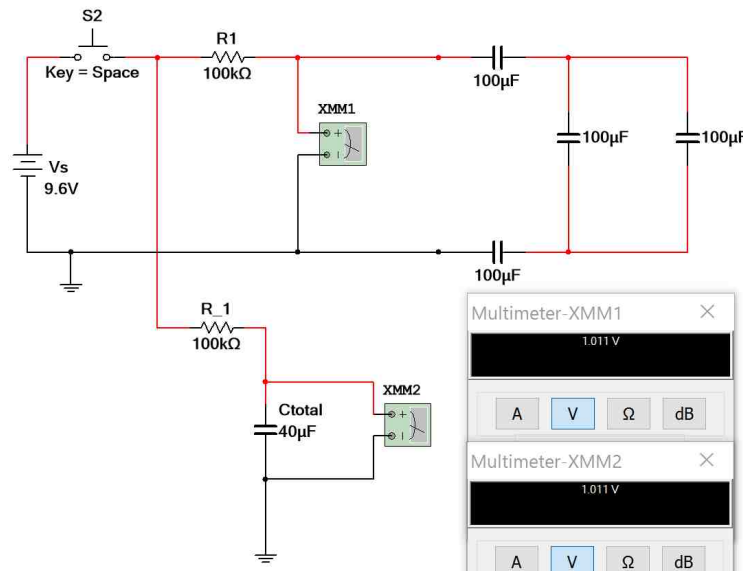 S2
Key = Space
R1
100kΩ
100µF
XMM1
100µF
100µF
Vs
9.6V
100µF
R_1
100kΩ
XMM2
Ctotal
40µF
Multimeter-XMM1
1.011 V
A V Ω dB
Multimeter-XMM2
1.011 V
A V Ω dB